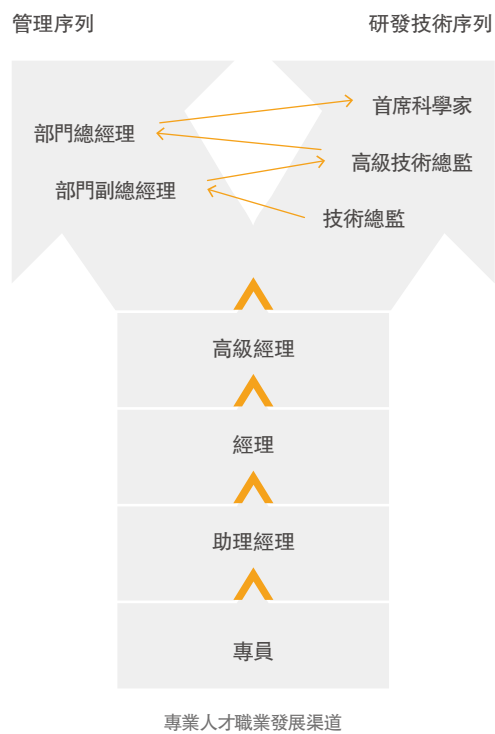 管理序列
研發技術序列
首席科學家
部門總經理
高級技術總監
部門副總經理
技術總監
高級經理
經理
助理經理
專員
專業人才職業發展渠道